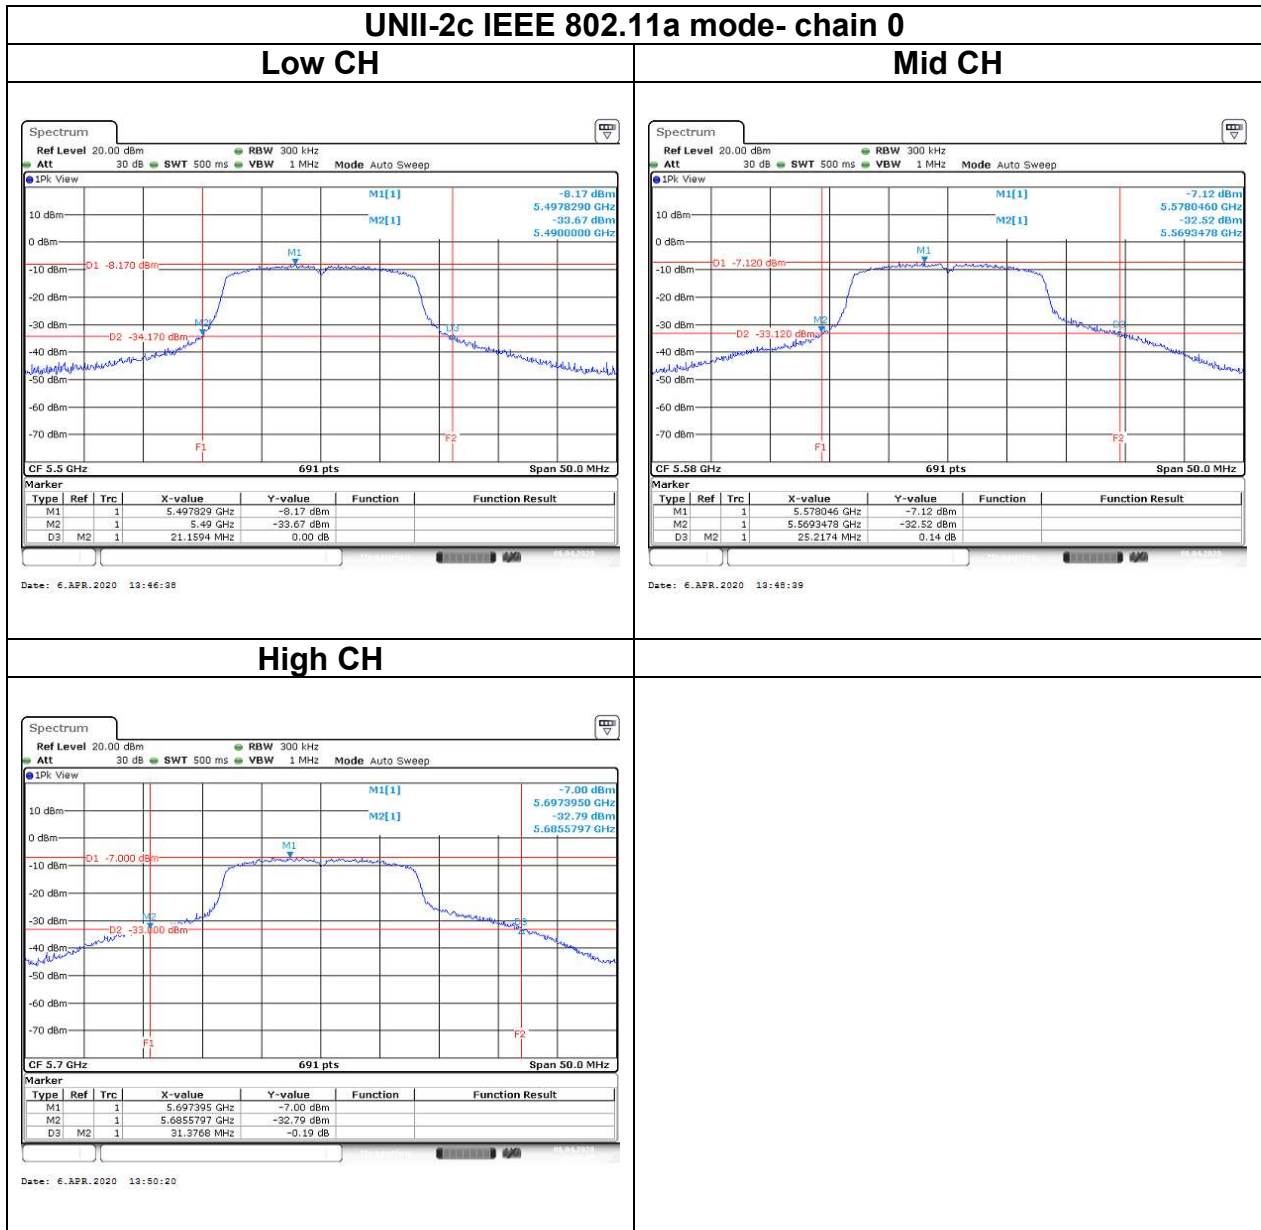 UNII-2c IEEE 802.11a mode- chain 0
Low CH
Mid CH
Spectrum
Ref Level 20.00 dBm RBW 300 kHz
Att 30 dB SWT 500 ms VBW 1 MHz Mode Auto Sweep
1Pk View
M1[1] -8.17 dBm
5.4978290 GHz
M2[1] -33.67 dBm
5.4900000 GHz
10 dBm
0 dBm
M1
D1 -8.170 dBm
-10 dBm
-20 dBm
-30 dBm
M2
D3
D2 -34.170 dBm
-40 dBm
-50 dBm
-60 dBm
-70 dBm
F1
F2
CF 5.5 GHz 691 pts Span 50.0 MHz
Marker
Type Ref Trc X-value Y-value Function Function Result
M1 1 5.497829 GHz -8.17 dBm
M2 1 5.49 GHz -33.67 dBm
D3 M2 1 21.1594 MHz 0.00 dB
Date: 6.APR.2020 13:46:38
Spectrum
Ref Level 20.00 dBm RBW 300 kHz
Att 30 dB SWT 500 ms VBW 1 MHz Mode Auto Sweep
1Pk View
M1[1] -7.12 dBm
5.5780460 GHz
M2[1] -32.52 dBm
5.5693478 GHz
10 dBm
0 dBm
M1
D1 -7.120 dBm
-10 dBm
-20 dBm
-30 dBm
M2
D3
D2 -33.120 dBm
-40 dBm
-50 dBm
-60 dBm
-70 dBm
F1
F2
CF 5.58 GHz 691 pts Span 50.0 MHz
Marker
Type Ref Trc X-value Y-value Function Function Result
M1 1 5.578046 GHz -7.12 dBm
M2 1 5.5693478 GHz -32.52 dBm
D3 M2 1 25.2174 MHz 0.14 dB
Date: 6.APR.2020 13:48:39
High CH
Spectrum
Ref Level 20.00 dBm RBW 300 kHz
Att 30 dB SWT 500 ms VBW 1 MHz Mode Auto Sweep
1Pk View
M1[1] -7.00 dBm
5.6973950 GHz
M2[1] -32.79 dBm
5.6855797 GHz
10 dBm
0 dBm
M1
D1 -7.000 dBm
-10 dBm
-20 dBm
-30 dBm
M2
D3
D2 -33.000 dBm
-40 dBm
-50 dBm
-60 dBm
-70 dBm
F1
F2
CF 5.7 GHz 691 pts Span 50.0 MHz
Marker
Type Ref Trc X-value Y-value Function Function Result
M1 1 5.697395 GHz -7.00 dBm
M2 1 5.6855797 GHz -32.79 dBm
D3 M2 1 31.3768 MHz -0.19 dB
Date: 6.APR.2020 13:50:20